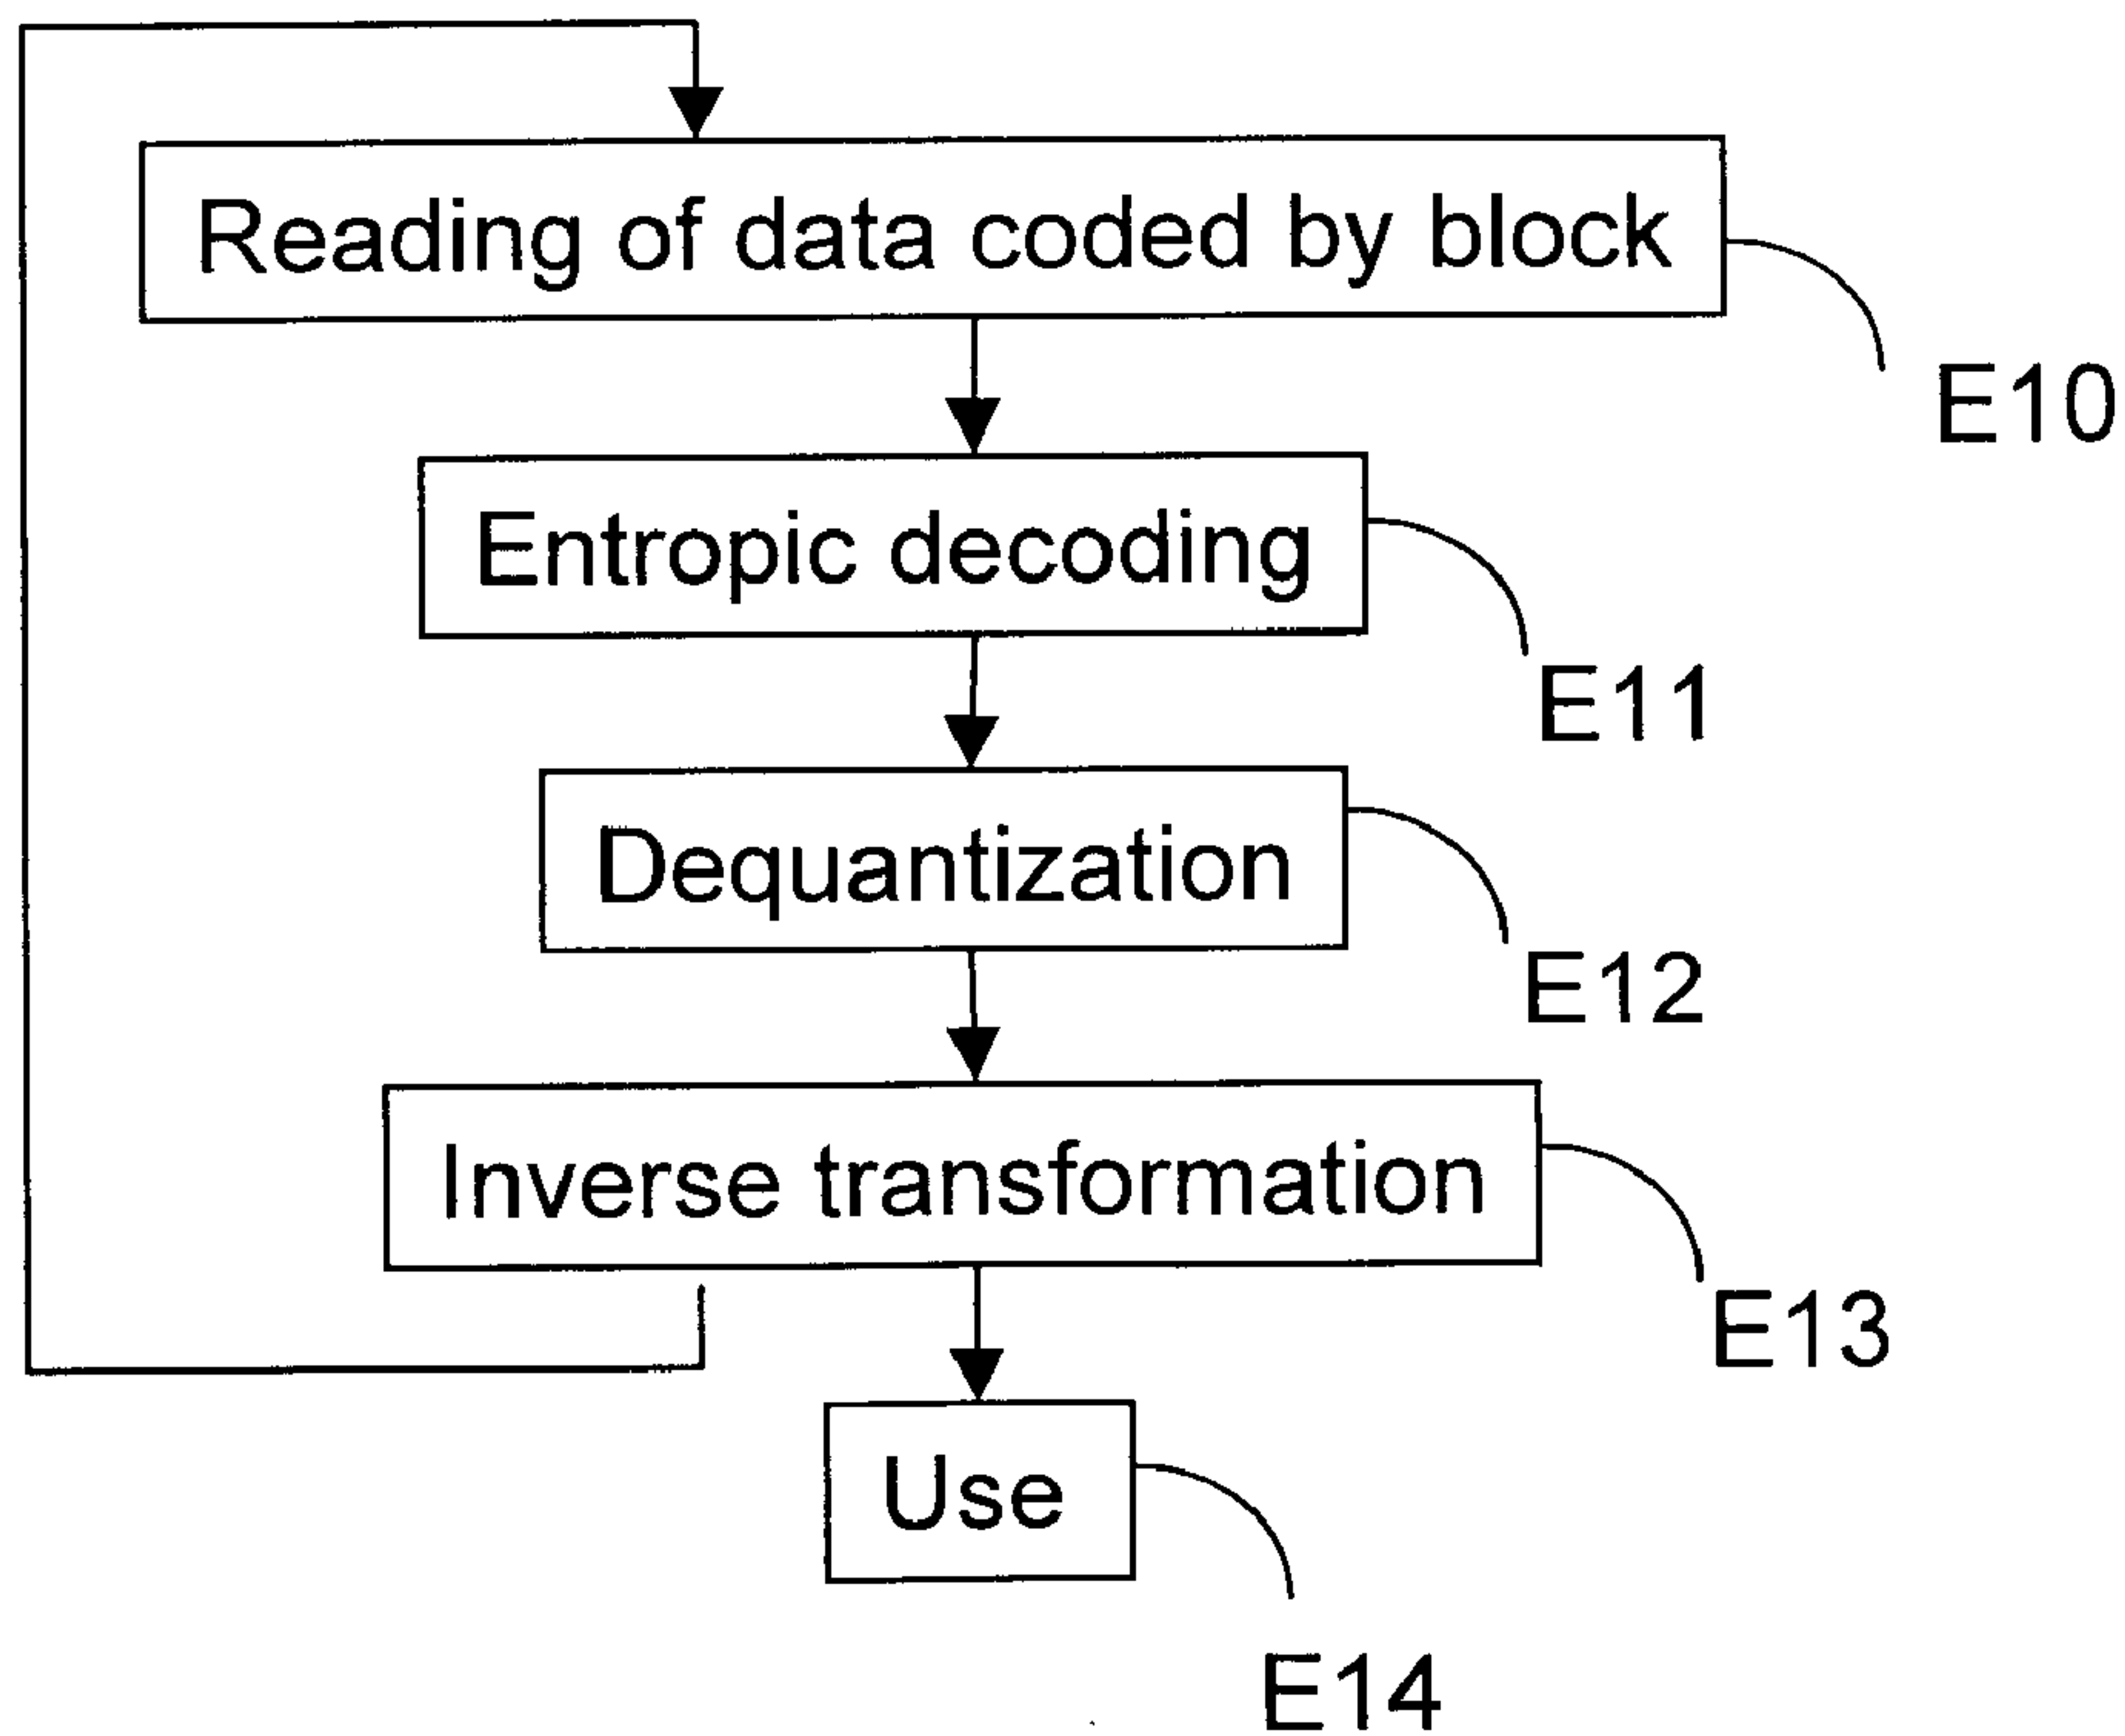 Reading of data coded by block
E10
Entropic decoding
E11
Dequantization
E12
Inverse transformation
E13
Use
E14